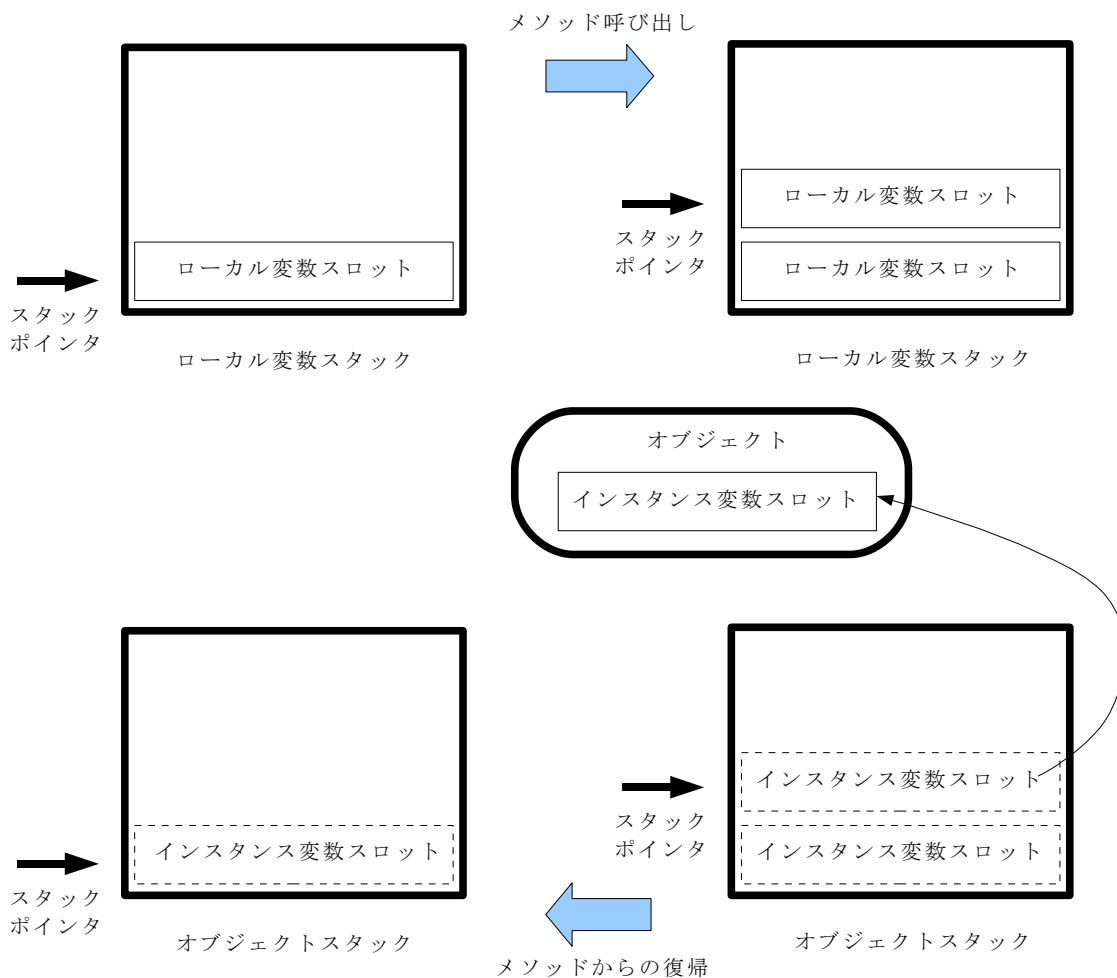 メソッド呼び出し
ローカル変数スロット
スタック
ポインタ
ローカル変数スタック
ローカル変数スロット
ローカル変数スロット
スタック
ポインタ
ローカル変数スタック
オブジェクト
インスタンス変数スロット
インスタンス変数スロット
スタック
ポインタ
オブジェクトスタック
インスタンス変数スロット
インスタンス変数スロット
スタック
ポインタ
オブジェクトスタック
メソッドからの復帰